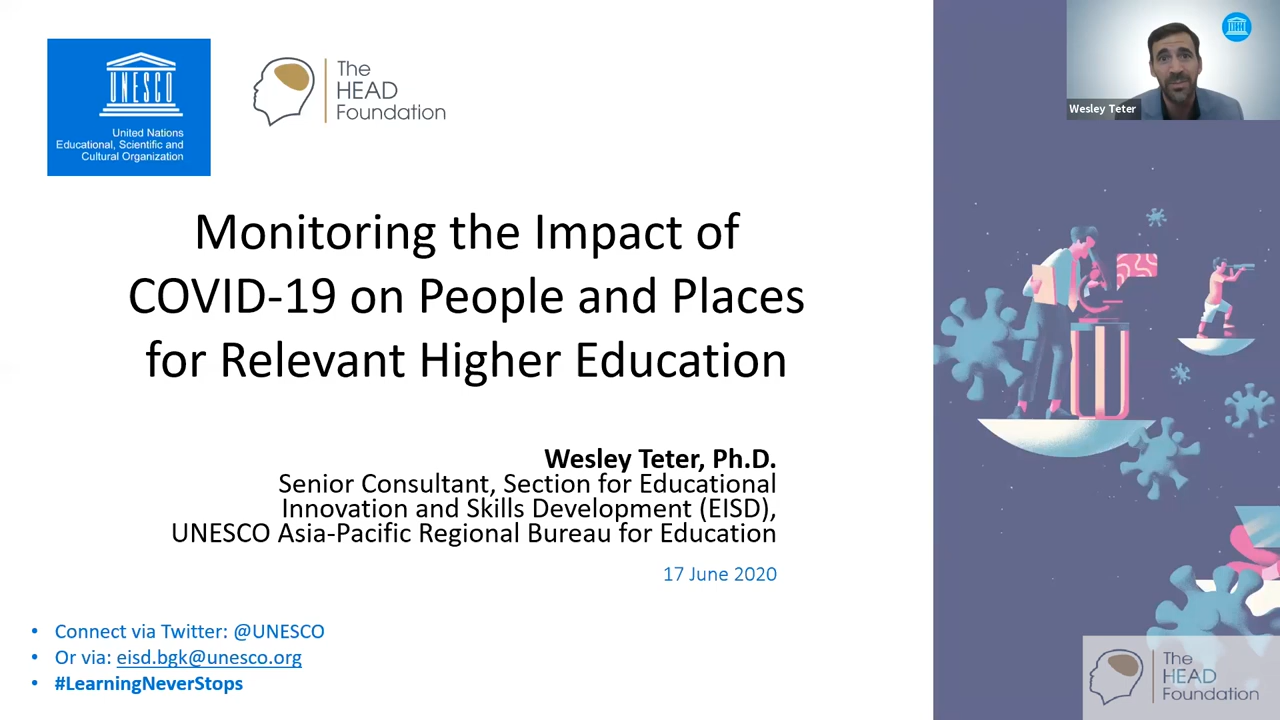 UNESCO
United Nations
Educational, Scientific and
Cultural Organization
The
HEAD
Foundation
Wesley Teter
Monitoring the Impact of
COVID-19 on People and Places
for Relevant Higher Education
Wesley Teter, Ph.D.
Senior Consultant, Section for Educational
Innovation and Skills Development (EISD),
UNESCO Asia-Pacific Regional Bureau for Education
17 June 2020
• Connect via Twitter: @UNESCO
• Or via: eisd.bgk@unesco.org
• #LearningNeverStops
The
HEAD
Foundation